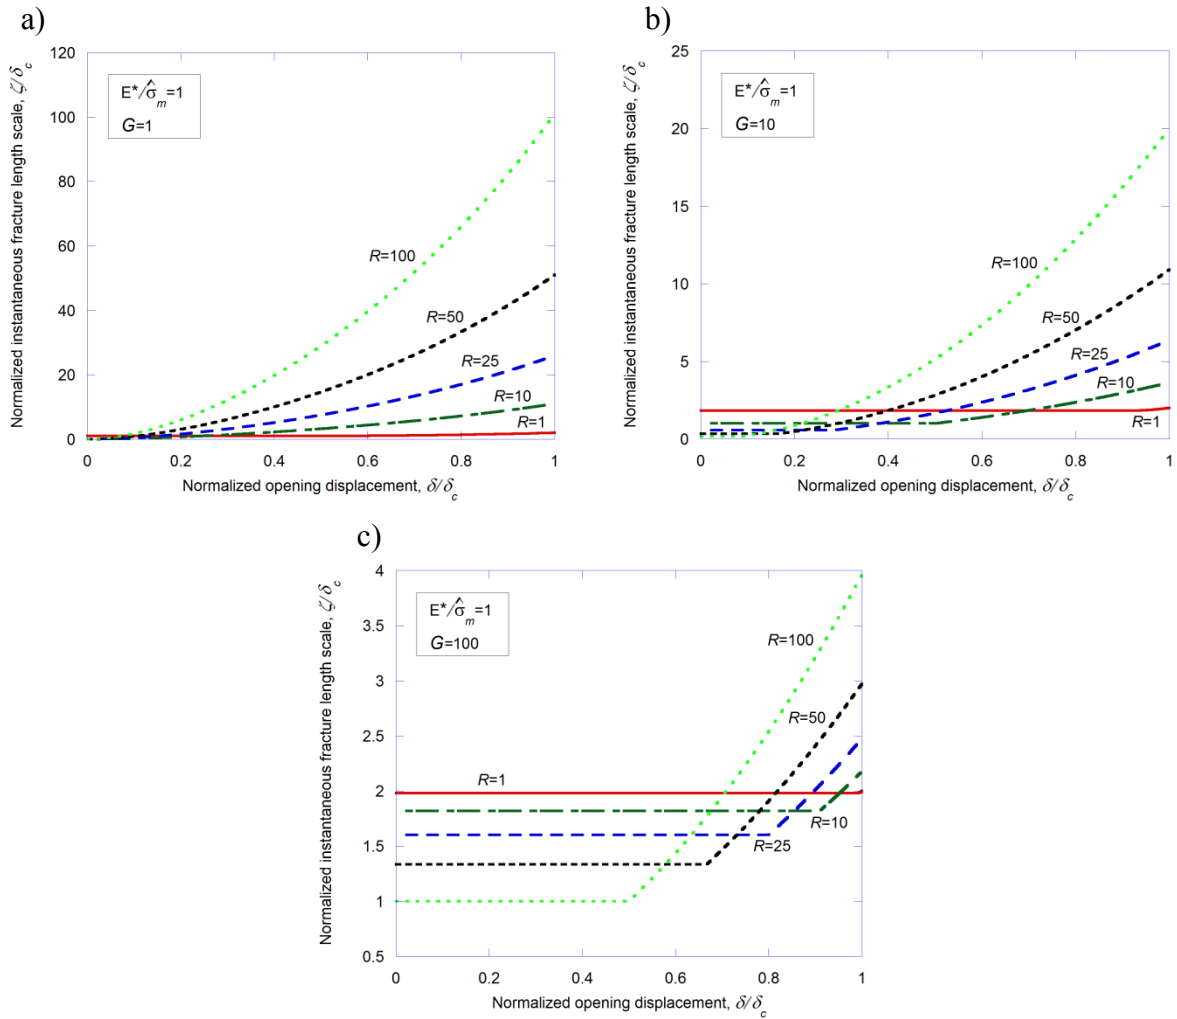 a)
Normalized instantaneous fracture length scale, ζ/δc
120
100
80
60
40
20
0
E*/σ̂m=1
G=1
R=100
R=50
R=25
R=10
R=1
0
0.2
0.4
0.6
0.8
1
Normalized opening displacement, δ/δc
b)
Normalized instantaneous fracture length scale, ζ/δc
25
20
15
10
5
0
E*/σ̂m=1
G=10
R=100
R=50
R=25
R=10
R=1
0
0.2
0.4
0.6
0.8
1
Normalized opening displacement, δ/δc
c)
Normalized instantaneous fracture length scale, ζ/δc
4
3.5
3
2.5
2
1.5
1
0.5
E*/σ̂m=1
G=100
R=100
R=50
R=1
R=10
R=25
0
0.2
0.4
0.6
0.8
1
Normalized opening displacement, δ/δc